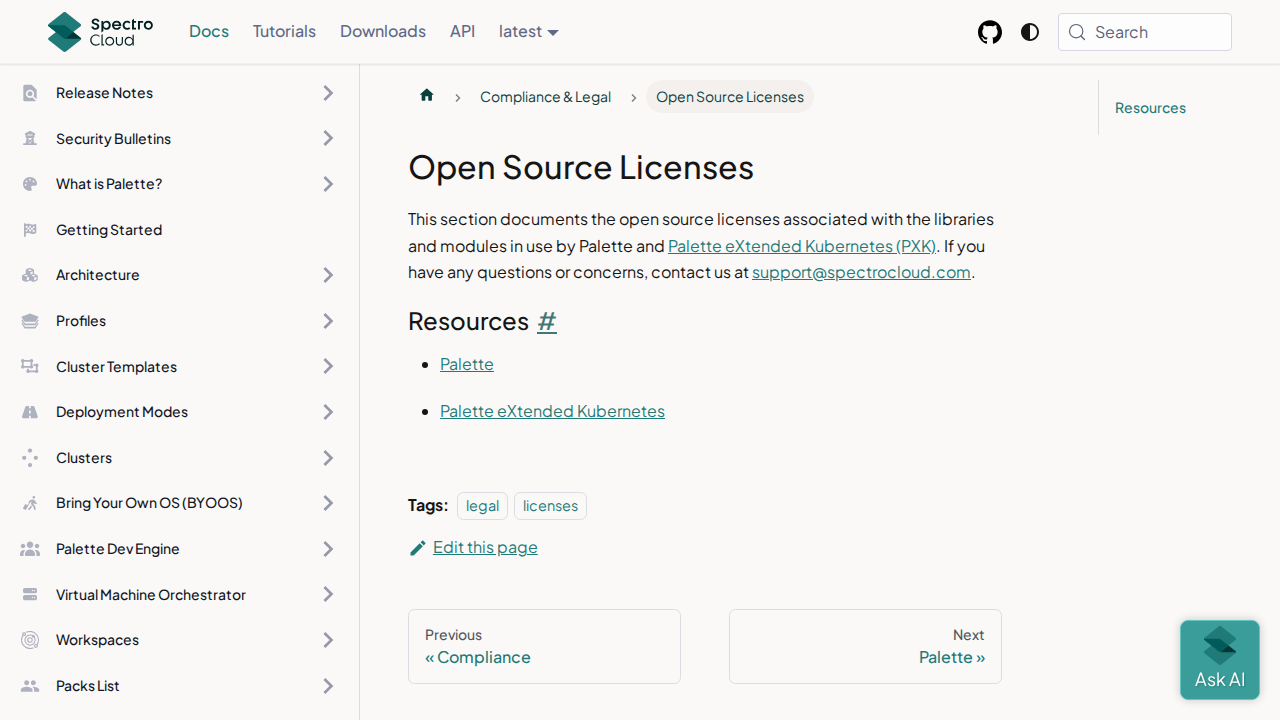 Spectro Cloud
Docs
Tutorials
Downloads
API
latest
Search
Release Notes
Security Bulletins
What is Palette?
Getting Started
Architecture
Profiles
Cluster Templates
Deployment Modes
Clusters
Bring Your Own OS (BYOOS)
Palette Dev Engine
Virtual Machine Orchestrator
Workspaces
Packs List
Compliance & Legal
Open Source Licenses
Open Source Licenses
This section documents the open source licenses associated with the libraries
and modules in use by Palette and Palette eXtended Kubernetes (PXK). If you
have any questions or concerns, contact us at support@spectrocloud.com.
Resources #
Palette
Palette eXtended Kubernetes
Tags: legal licenses
Edit this page
Previous
« Compliance
Next
Palette »
Resources
Ask AI